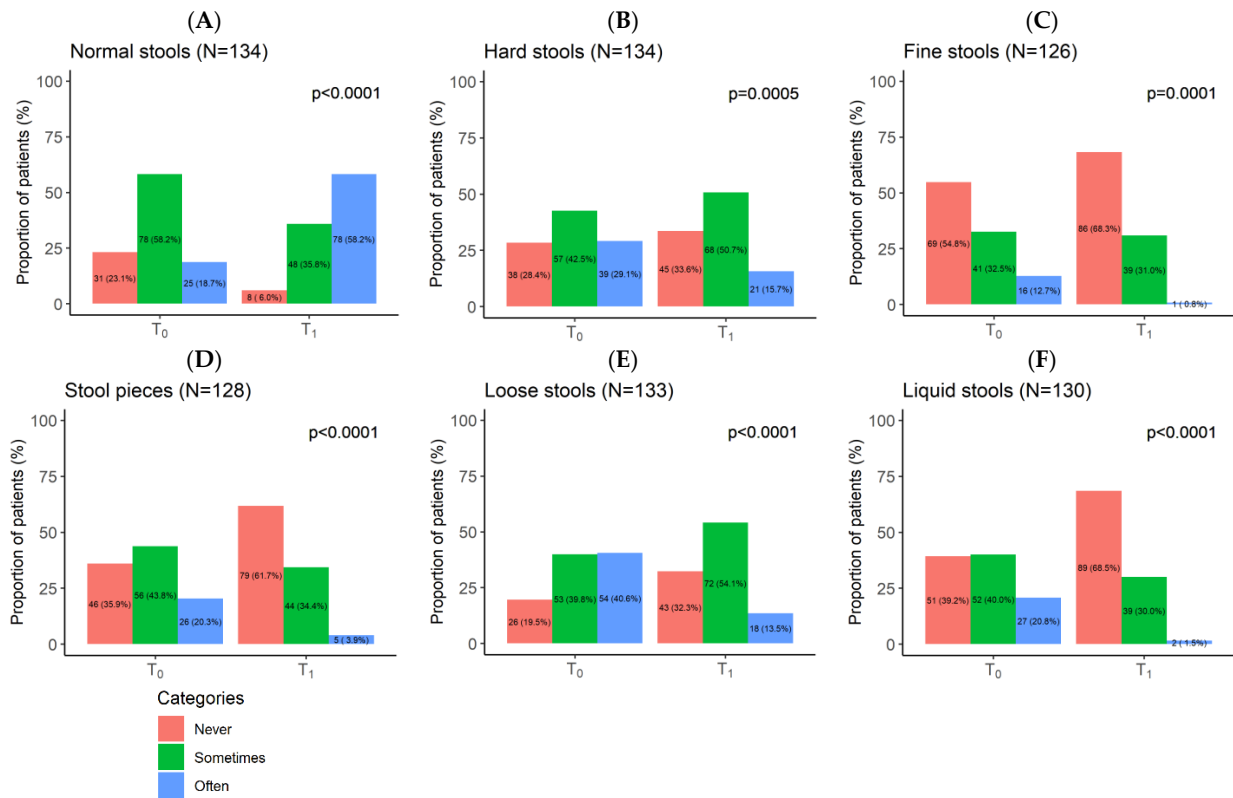 (A)
Normal stools (N=134)
p<0.0001
Proportion of patients (%)
100
75
50
25
0
31 (23.1%)
78 (58.2%)
25 (18.7%)
8 ( 6.0%)
48 (35.8%)
78 (58.2%)
T0
T1
(B)
Hard stools (N=134)
p=0.0005
Proportion of patients (%)
100
75
50
25
0
38 (28.4%)
57 (42.5%)
39 (29.1%)
45 (33.6%)
68 (50.7%)
21 (15.7%)
T0
T1
(C)
Fine stools (N=126)
p=0.0001
Proportion of patients (%)
100
75
50
25
0
69 (54.8%)
41 (32.5%)
16 (12.7%)
86 (68.3%)
39 (31.0%)
1 ( 0.8%)
T0
T1
(D)
Stool pieces (N=128)
p<0.0001
Proportion of patients (%)
100
75
50
25
0
46 (35.9%)
56 (43.8%)
26 (20.3%)
79 (61.7%)
44 (34.4%)
5 ( 3.9%)
T0
T1
(E)
Loose stools (N=133)
p<0.0001
Proportion of patients (%)
100
75
50
25
0
26 (19.5%)
53 (39.8%)
54 (40.6%)
43 (32.3%)
72 (54.1%)
18 (13.5%)
T0
T1
(F)
Liquid stools (N=130)
p<0.0001
Proportion of patients (%)
100
75
50
25
0
51 (39.2%)
52 (40.0%)
27 (20.8%)
89 (68.5%)
39 (30.0%)
2 ( 1.5%)
T0
T1
Categories
Never
Sometimes
Often